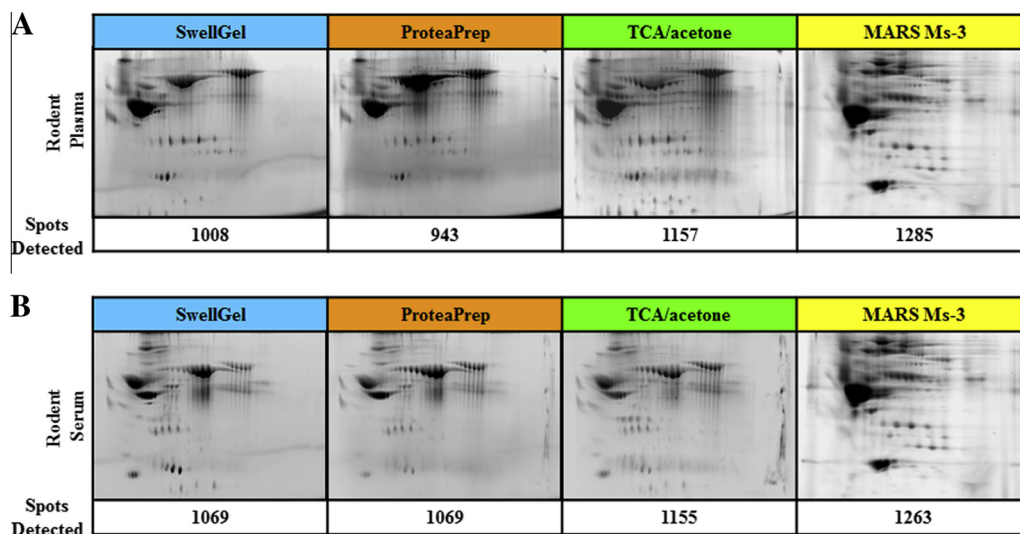 A
SwellGel ProteaPrep TCA/acetone MARS Ms-3
Rodent
Plasma
Spots
Detected
1008 943 1157 1285
B
SwellGel ProteaPrep TCA/acetone MARS Ms-3
Rodent
Serum
Spots
Detected
1069 1069 1155 1263